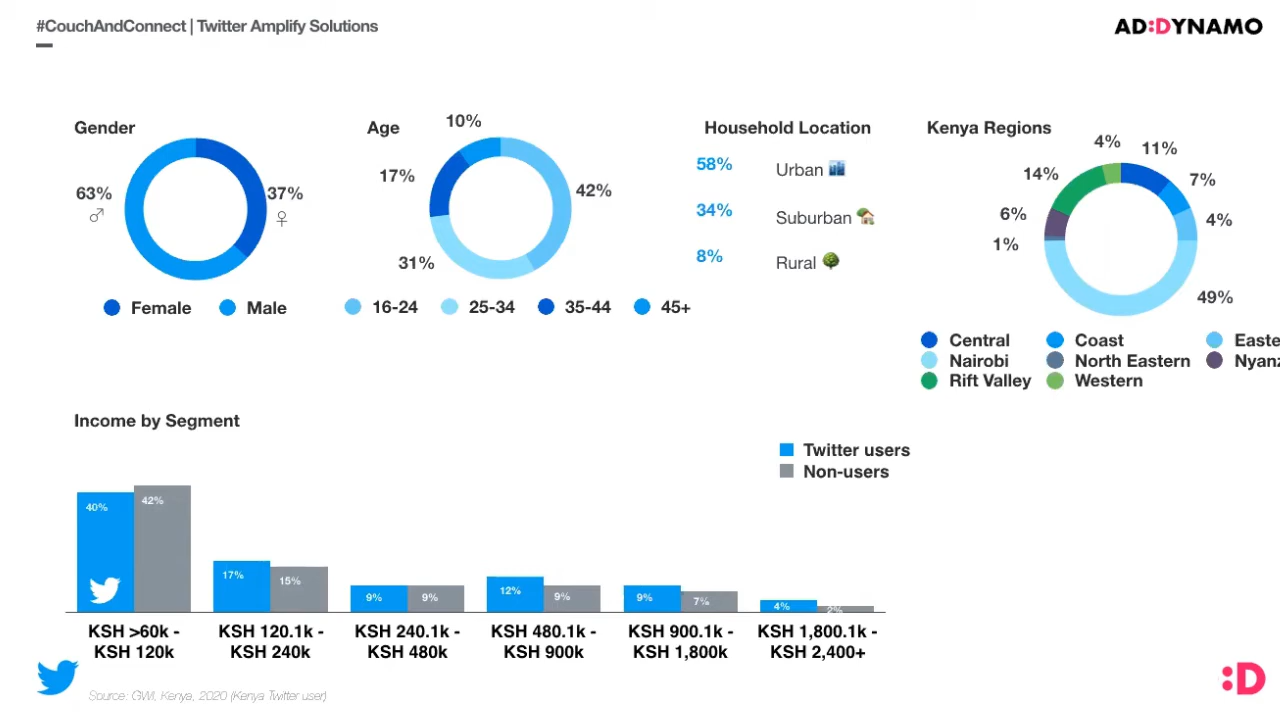 #CouchAndConnect | Twitter Amplify Solutions
AD:DYNAMO
Gender
63%
♂
37%
♀
Female
Male
Age
10%
17%
42%
31%
16-24
25-34
35-44
45+
Household Location
58% Urban
34% Suburban
8% Rural
Kenya Regions
4%
11%
14%
7%
6%
4%
1%
49%
Central Coast Easte
Nairobi North Eastern Nyanz
Rift Valley Western
Income by Segment
Twitter users
Non-users
40% 42%
17% 15%
9% 9%
12% 9%
9% 7%
4% 2%
KSH >60k -
KSH 120k
KSH 120.1k -
KSH 240k
KSH 240.1k -
KSH 480k
KSH 480.1k -
KSH 900k
KSH 900.1k -
KSH 1,800k
KSH 1,800.1k -
KSH 2,400+
Source: GWI, Kenya, 2020 (Kenya Twitter user)
:D